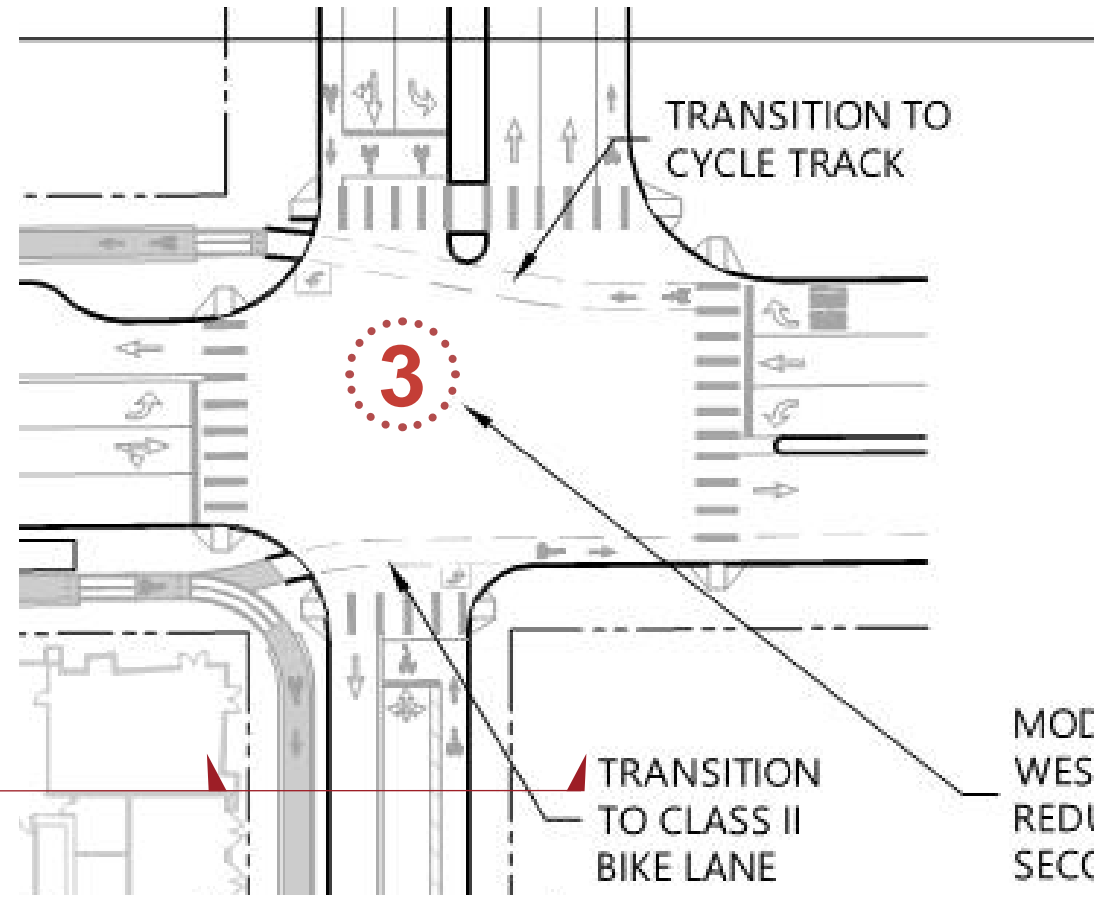 TRANSITION TO
CYCLE TRACK
3
TRANSITION
TO CLASS II
BIKE LANE
MOD
WES
REDU
SECO